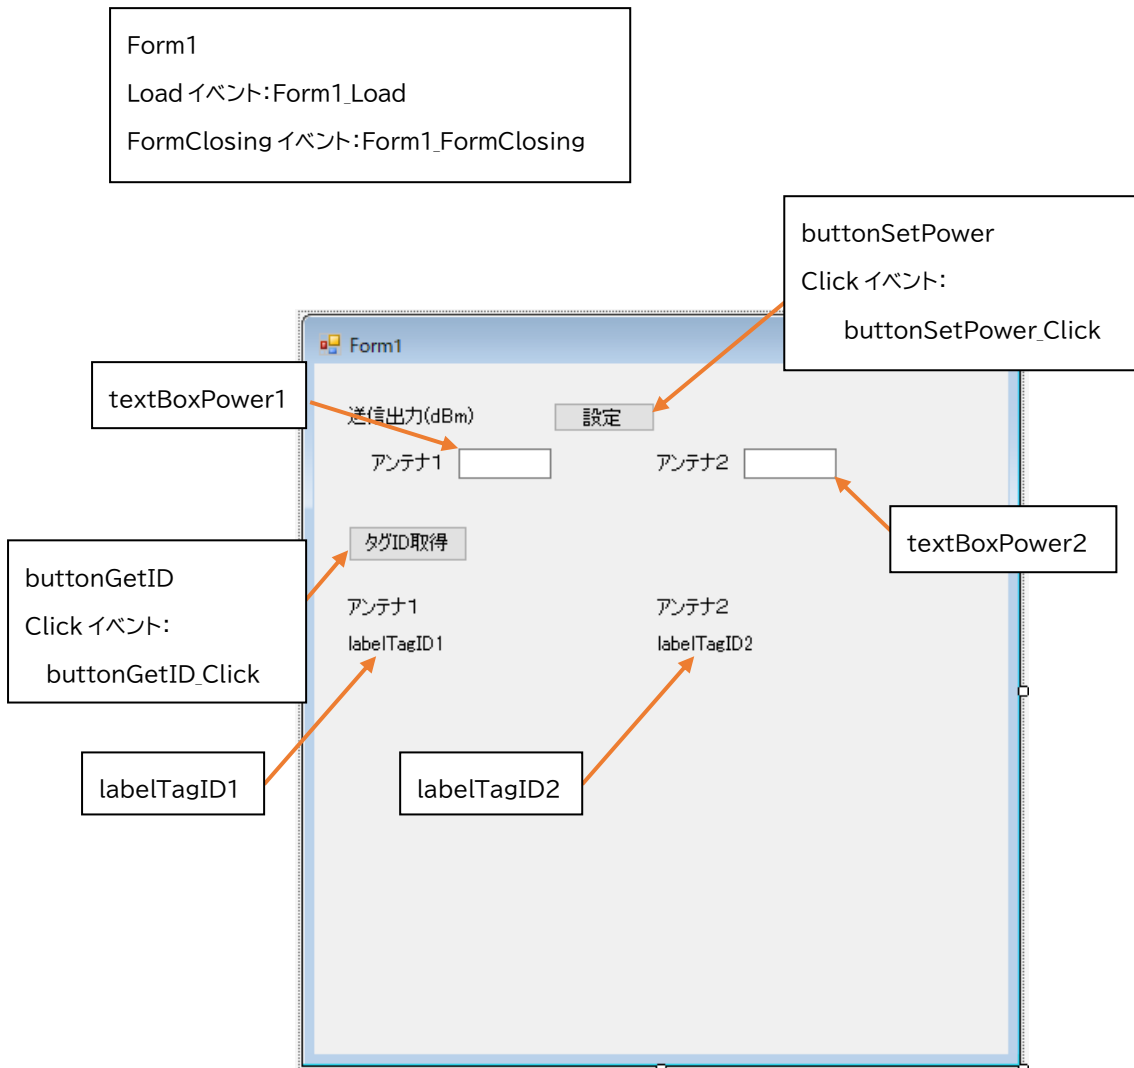 Form1
Load イベント:Form1_Load
FormClosing イベント:Form1_FormClosing
buttonSetPower
Click イベント:
buttonSetPower_Click
Form1
textBoxPower1
送信出力(dBm)
設定
アンテナ1
アンテナ2
textBoxPower2
タグID取得
buttonGetID
Click イベント:
buttonGetID_Click
アンテナ1
アンテナ2
labelTagID1
labelTagID2
labelTagID1
labelTagID2